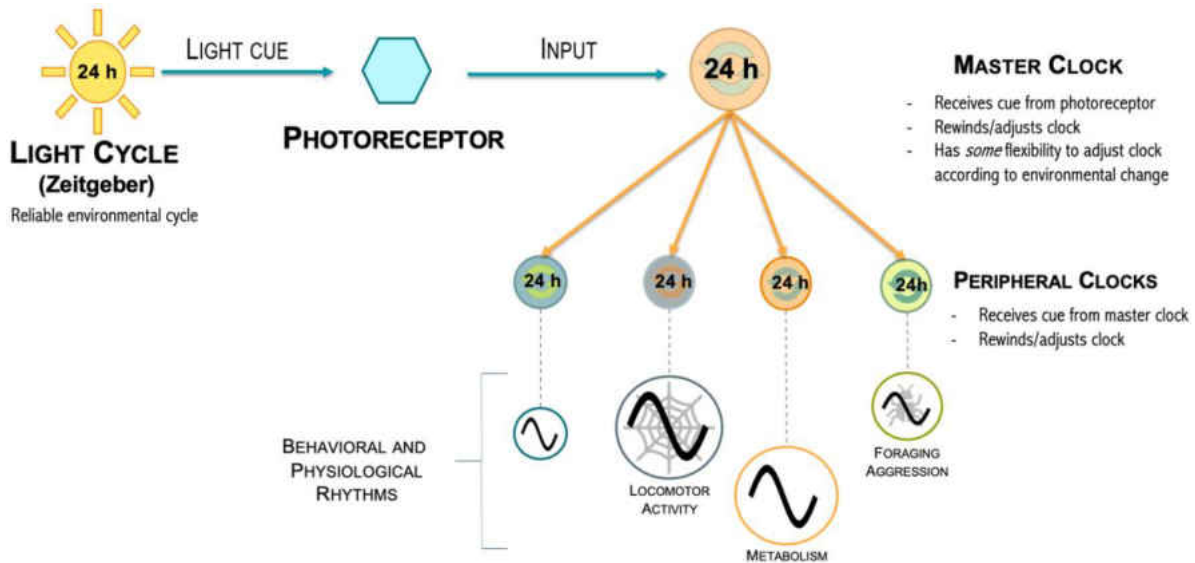 24 h
LIGHT CUE
INPUT
24 h
LIGHT CYCLE
(Zeitgeber)
Reliable environmental cycle
PHOTORECEPTOR
MASTER CLOCK
- Receives cue from photoreceptor
- Rewinds/adjusts clock
- Has some flexibility to adjust clock
according to environmental change
24 h
24 h
24 h
24h
PERIPHERAL CLOCKS
- Receives cue from master clock
- Rewinds/adjusts clock
BEHAVIORAL AND
PHYSIOLOGICAL
RHYTHMS
LOCOMOTOR
ACTIVITY
METABOLISM
FORAGING
AGGRESSION